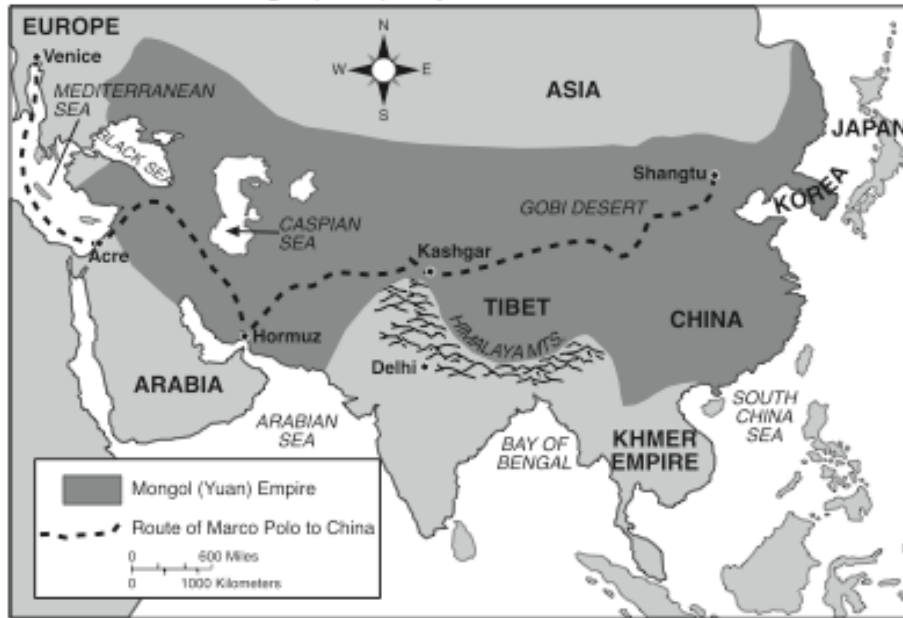 EUROPE
Venice
MEDITERRANEAN
SEA
BLACK SEA
N
W
E
S
ASIA
JAPAN
Shangtu
KOREA
GOBI DESERT
CASPIAN
SEA
Acre
Kashgar
TIBET
CHINA
Hormuz
HIMALAYA MTS.
Delhi
ARABIA
ARABIAN
SEA
BAY OF
BENGAL
KHMER
EMPIRE
SOUTH
CHINA
SEA
Mongol (Yuan) Empire
Route of Marco Polo to China
0 600 Miles
0 1000 Kilometers